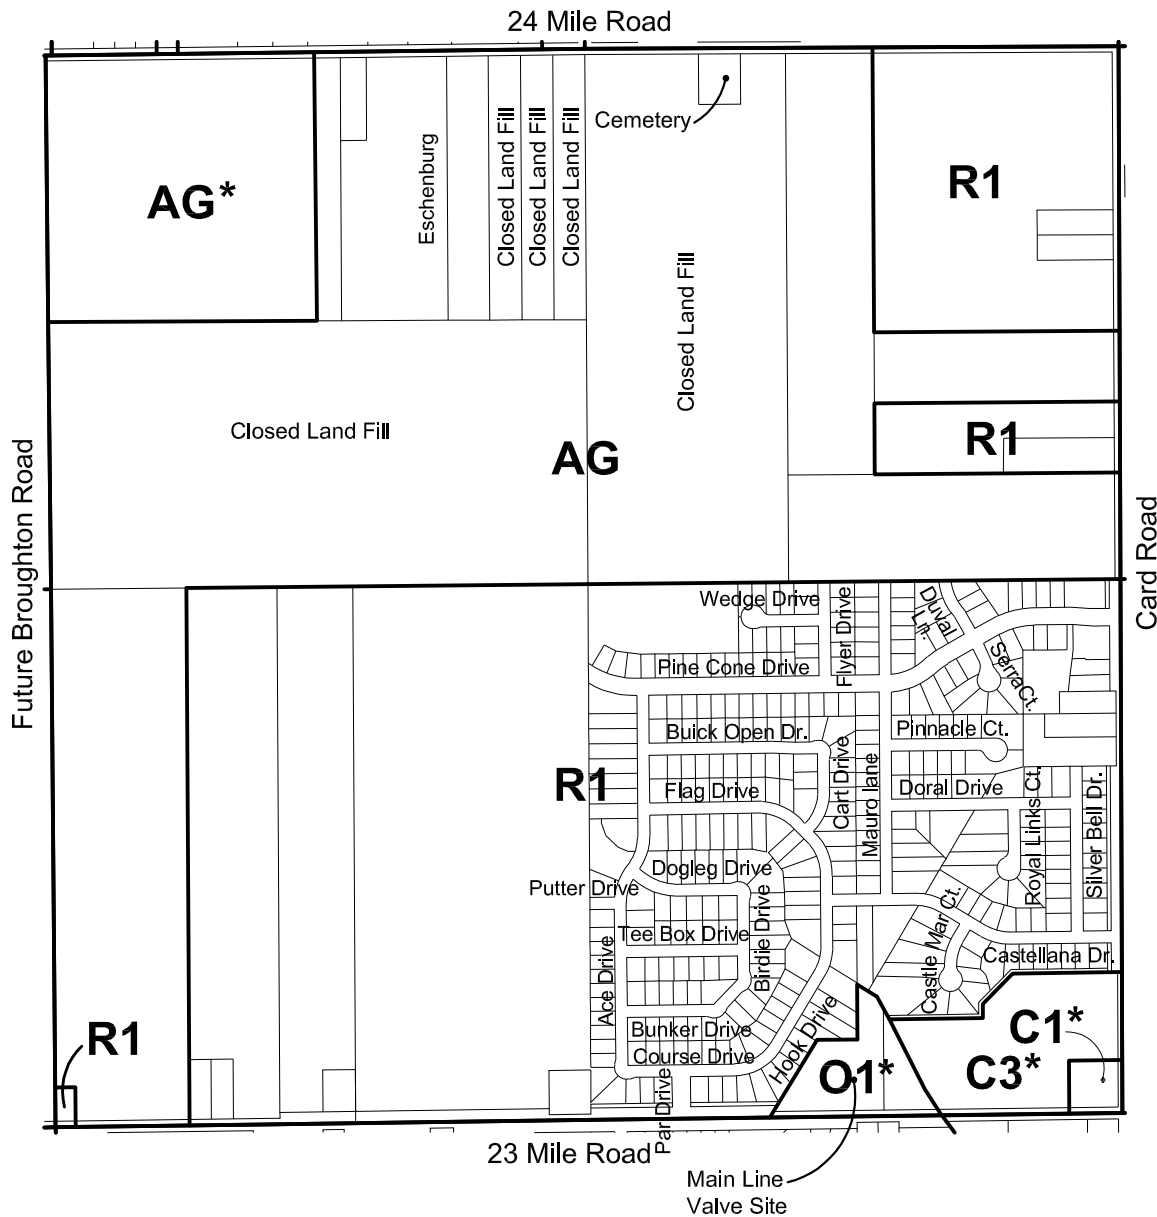 24 Mile Road
Cemetery
AG*
R1
Eschenburg
Closed Land Fill
Closed Land Fill
Closed Land Fill
Closed Land Fill
Closed Land Fill
AG
R1
Future Broughton Road
Card Road
Wedge Drive
Flyer Drive
Duval
Ln.
Pine Cone Drive
Serra Ct.
Buick Open Dr.
Pinnacle Ct.
R1
Flag Drive
Cart Drive
Mauro lane
Doral Drive
Royal Links Ct.
Silver Bell Dr.
Dogleg Drive
Putter Drive
Tee Box Drive
Birdie Drive
Ace Drive
Castle Mar Ct.
Castellana Dr.
R1
Bunker Drive
Course Drive
Hook Drive
Par Drive
O1*
C1*
C3*
23 Mile Road
Main Line
Valve Site